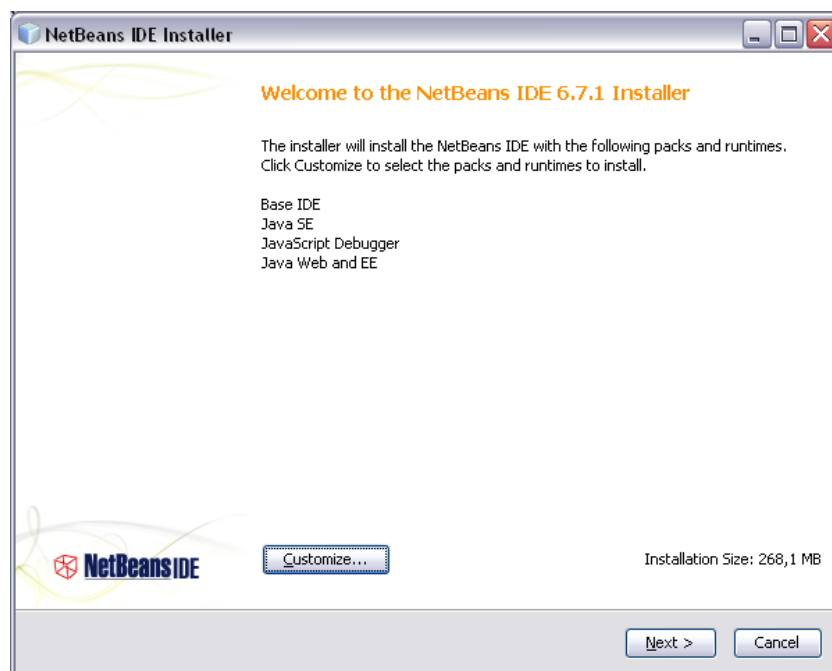 NetBeans IDE Installer
Welcome to the NetBeans IDE 6.7.1 Installer
The installer will install the NetBeans IDE with the following packs and runtimes.
Click Customize to select the packs and runtimes to install.
Base IDE
Java SE
JavaScript Debugger
Java Web and EE
NetBeans IDE
Customize...
Installation Size: 268,1 MB
Next >
Cancel